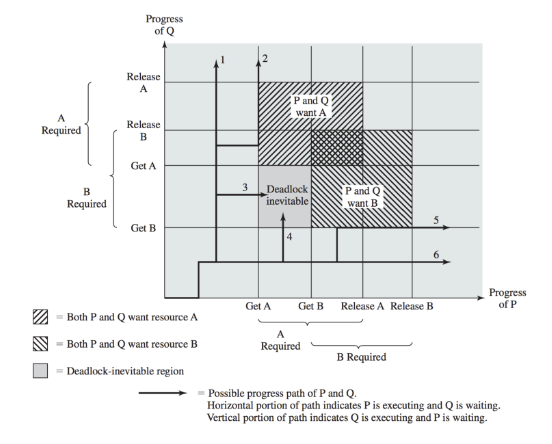 Progress
of Q
1
2
Release
A
P and Q
want A
A
Required
Release
B
Get A
B
Required
3
Deadlock
inevitable
P and Q
want B
5
Get B
4
6
Progress
of P
Get A
Get B
Release A
Release B
A
Required
B Required
= Both P and Q want resource A
= Both P and Q want resource B
= Deadlock-inevitable region
= Possible progress path of P and Q.
Horizontal portion of path indicates P is executing and Q is waiting.
Vertical portion of path indicates Q is executing and P is waiting.